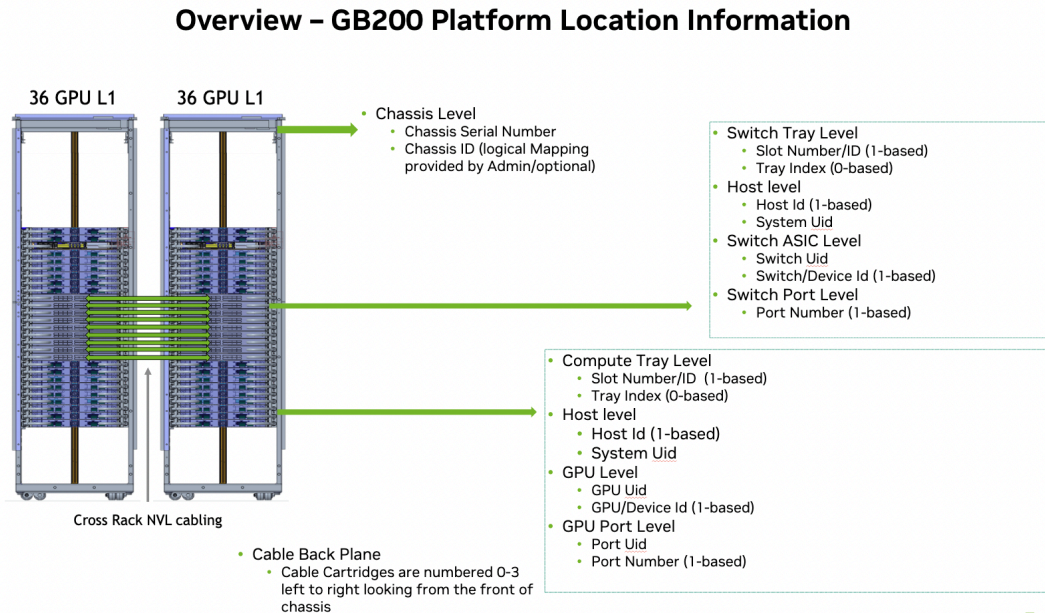 Overview – GB200 Platform Location Information
36 GPU L1
36 GPU L1
• Chassis Level
• Chassis Serial Number
• Chassis ID (logical Mapping
provided by Admin/optional)
• Switch Tray Level
• Slot Number/ID (1-based)
• Tray Index (0-based)
• Host level
• Host Id (1-based)
• System Uid
• Switch ASIC Level
• Switch Uid
• Switch/Device Id (1-based)
• Switch Port Level
• Port Number (1-based)
• Compute Tray Level
• Slot Number/ID (1-based)
• Tray Index (0-based)
• Host level
• Host Id (1-based)
• System Uid
• GPU Level
• GPU Uid
• GPU/Device Id (1-based)
• GPU Port Level
• Port Uid
• Port Number (1-based)
Cross Rack NVL cabling
• Cable Back Plane
• Cable Cartridges are numbered 0-3
left to right looking from the front of
chassis